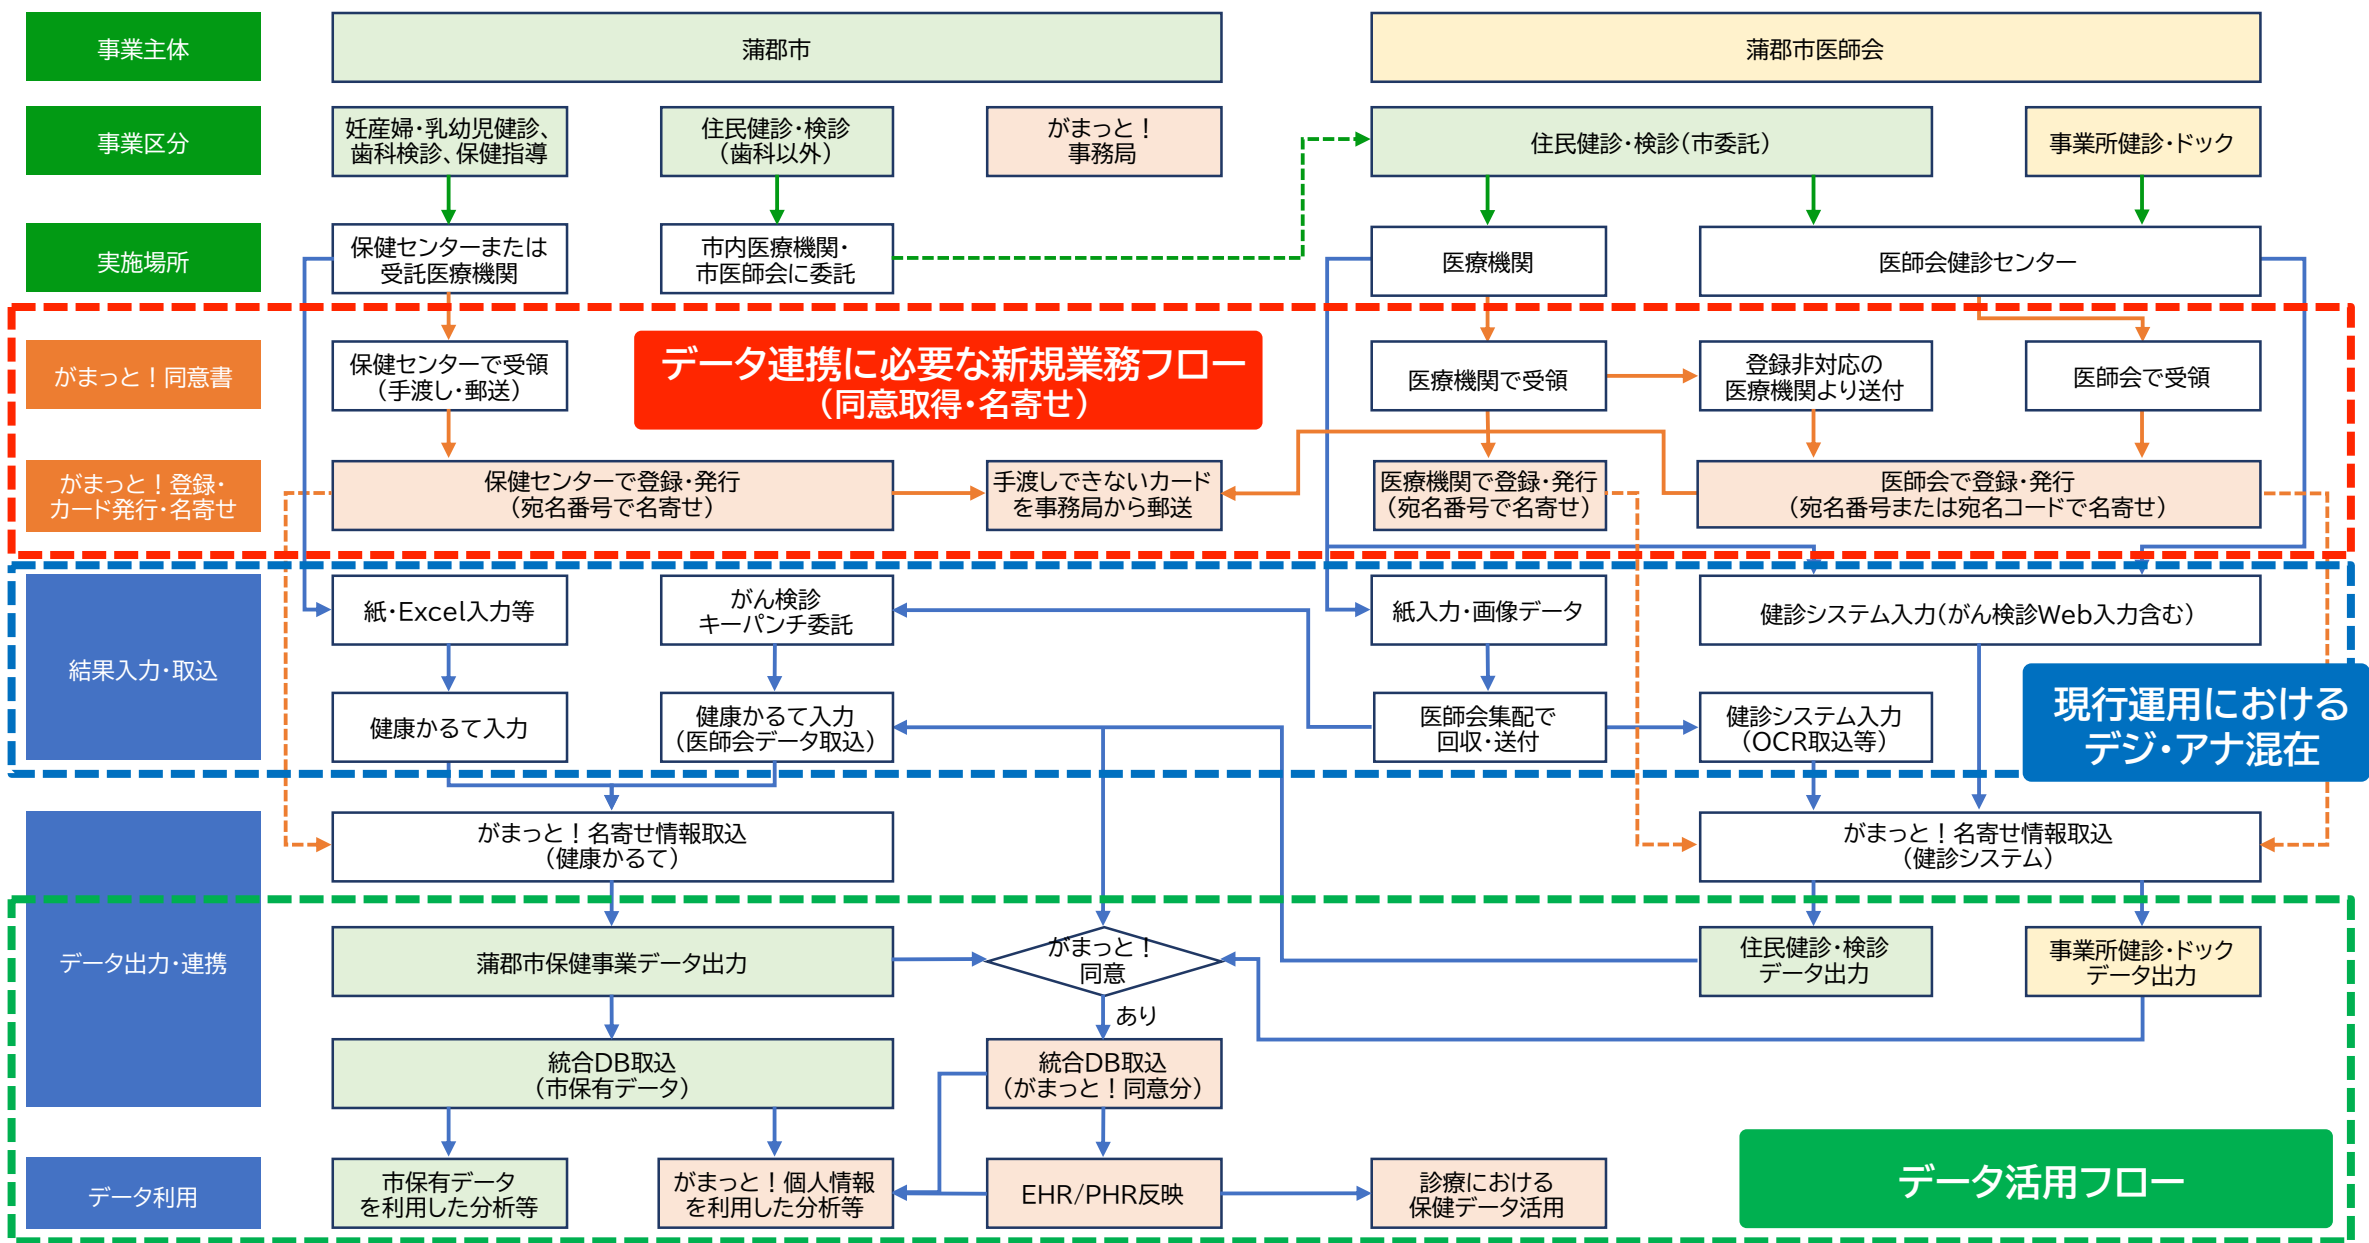 事業主体
蒲郡市
蒲郡市医師会
事業区分
妊産婦・乳幼児健診、
歯科検診、保健指導
住民健診・検診
（歯科以外）
がまっと！
事務局
住民健診・検診（市委託）
事業所健診・ドック
実施場所
保健センターまたは
受託医療機関
市内医療機関・
市医師会に委託
医療機関
医師会健診センター
がまっと！同意書
保健センターで受領
（手渡し・郵送）
データ連携に必要な新規業務フロー
（同意取得・名寄せ）
医療機関で受領
登録非対応の
医療機関より送付
医師会で受領
がまっと！登録・
カード発行・名寄せ
保健センターで登録・発行
（宛名番号で名寄せ）
手渡しできないカード
を事務局から郵送
医療機関で登録・発行
（宛名番号で名寄せ）
医師会で登録・発行
（宛名番号または宛名コードで名寄せ）
結果入力・取込
紙・Excel入力等
がん検診
キーパンチ委託
紙入力・画像データ
健診システム入力（がん検診Web入力含む）
健康かるて入力
健康かるて入力
（医師会データ取込）
医師会集配で
回収・送付
健診システム入力
（OCR取込等）
現行運用における
デジ・アナ混在
データ出力・連携
がまっと！名寄せ情報取込
（健康かるて）
がまっと！名寄せ情報取込
（健診システム）
蒲郡市保健事業データ出力
がまっと！
同意
住民健診・検診
データ出力
事業所健診・ドック
データ出力
あり
統合DB取込
（市保有データ）
統合DB取込
（がまっと！同意分）
データ利用
市保有データ
を利用した分析等
がまっと！個人情報
を利用した分析等
EHR/PHR反映
診療における
保健データ活用
データ活用フロー